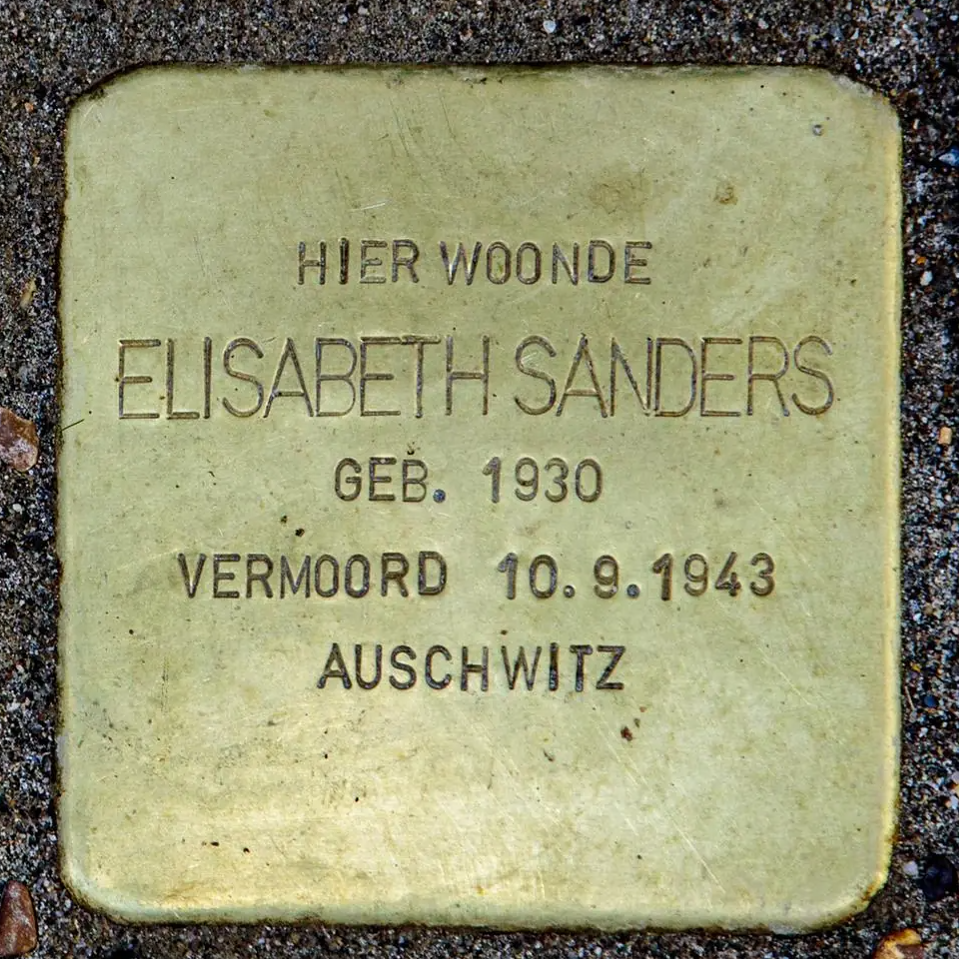 HIER WOONDE
ELISABETH SANDERS
GEB. 1930
VERMOORD 10.9.1943
AUSCHWITZ